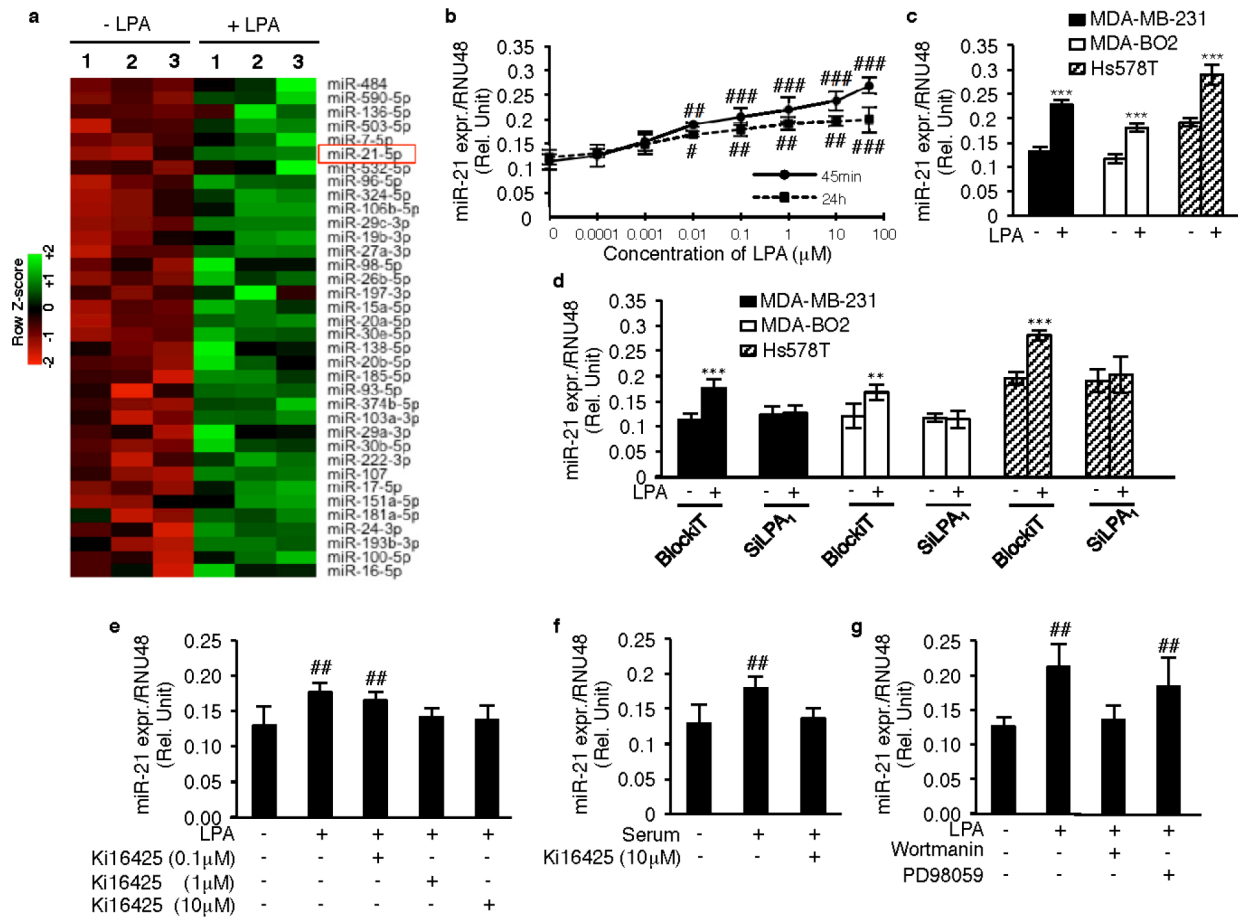 a
- LPA + LPA
1 2 3 1 2 3
miR-484
miR-590-5p
miR-136-5p
miR-503-5p
miR-7-5p
miR-21-5p
miR-532-5p
miR-96-5p
miR-324-5p
miR-106b-5p
miR-29c-3p
miR-19b-3p
miR-27a-3p
miR-98-5p
miR-26b-5p
miR-197-3p
miR-15a-5p
miR-20a-5p
miR-30e-5p
miR-138-5p
miR-20b-5p
miR-185-5p
miR-93-5p
miR-374b-5p
miR-103a-3p
miR-29a-3p
miR-30b-5p
miR-222-3p
miR-107
miR-17-5p
miR-151a-5p
miR-181a-5p
miR-24-3p
miR-193b-3p
miR-100-5p
miR-16-5p
Row Z-score
+2
+1
0
-1
-2
b
miR-21 expr./RNU48
(Rel. Unit)
0.35
0.3
0.25
0.2
0.15
0.1
0.05
0
## ### ### ### ###
# ## ## ## ###
45min
24h
0 0.0001 0.001 0.01 0.1 1 10 100
Concentration of LPA (μM)
c
MDA-MB-231
MDA-BO2
Hs578T
miR-21 expr./RNU48
(Rel. Unit)
0.35
0.3
0.25
0.2
0.15
0.1
0.05
0
*** *** ***
LPA - + - + - +
d
MDA-MB-231
MDA-BO2
Hs578T
miR-21 expr./RNU48
(Rel. Unit)
0.35
0.3
0.25
0.2
0.15
0.1
0.05
0
*** ** ***
LPA - + - + - + - + - + - +
BlockiT SiLPA1 BlockiT SiLPA1 BlockiT SiLPA1
e
miR-21 expr./RNU48
(Rel. Unit)
0.25
0.20
0.15
0.10
0.05
0.00
## ##
LPA - + + + +
Ki16425 (0.1μM) - - + - -
Ki16425 (1μM) - - - + -
Ki16425 (10μM) - - - - +
f
miR-21 expr./RNU48
(Rel. Unit)
0.25
0.2
0.15
0.1
0.05
0
##
Serum - + +
Ki16425 (10μM) - - +
g
miR-21 expr./RNU48
(Rel. Unit)
0.25
0.20
0.15
0.10
0.05
0.00
## ##
LPA - + + +
Wortmanin - - + -
PD98059 - - - +